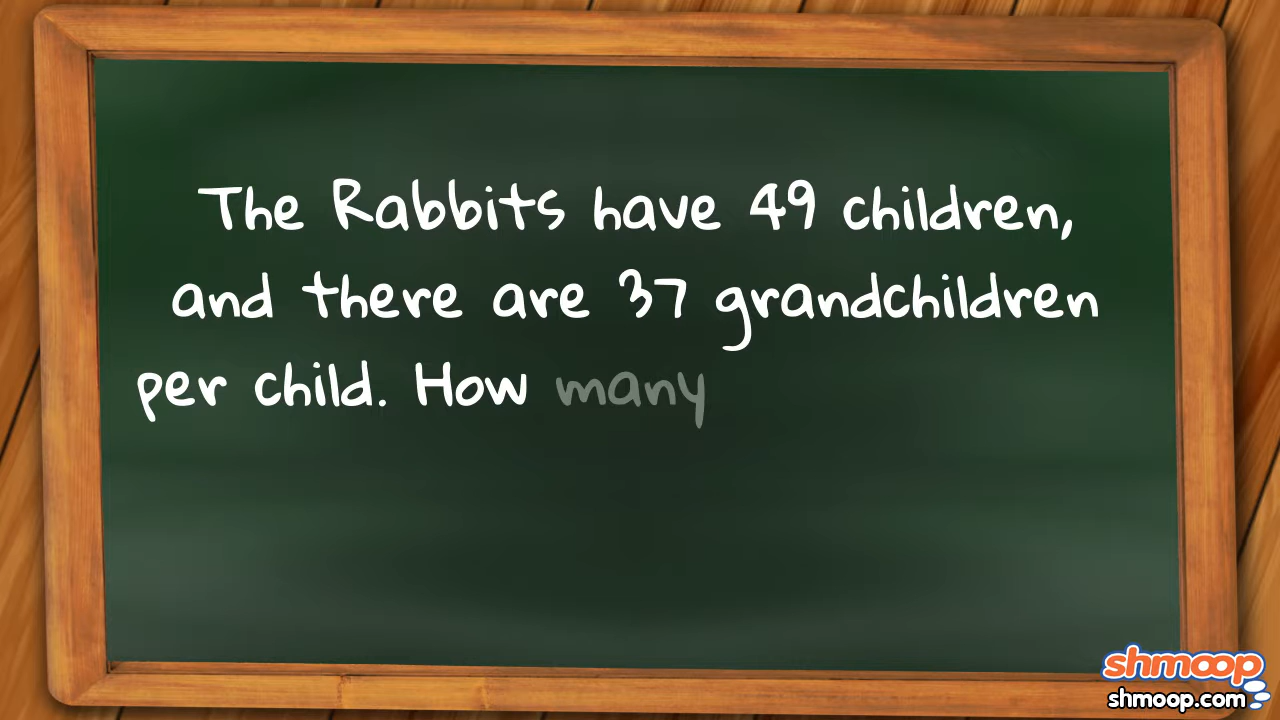 The Rabbits have 49 children,
and there are 37 grandchildren
per child. How many
shmoop
shmoop.com